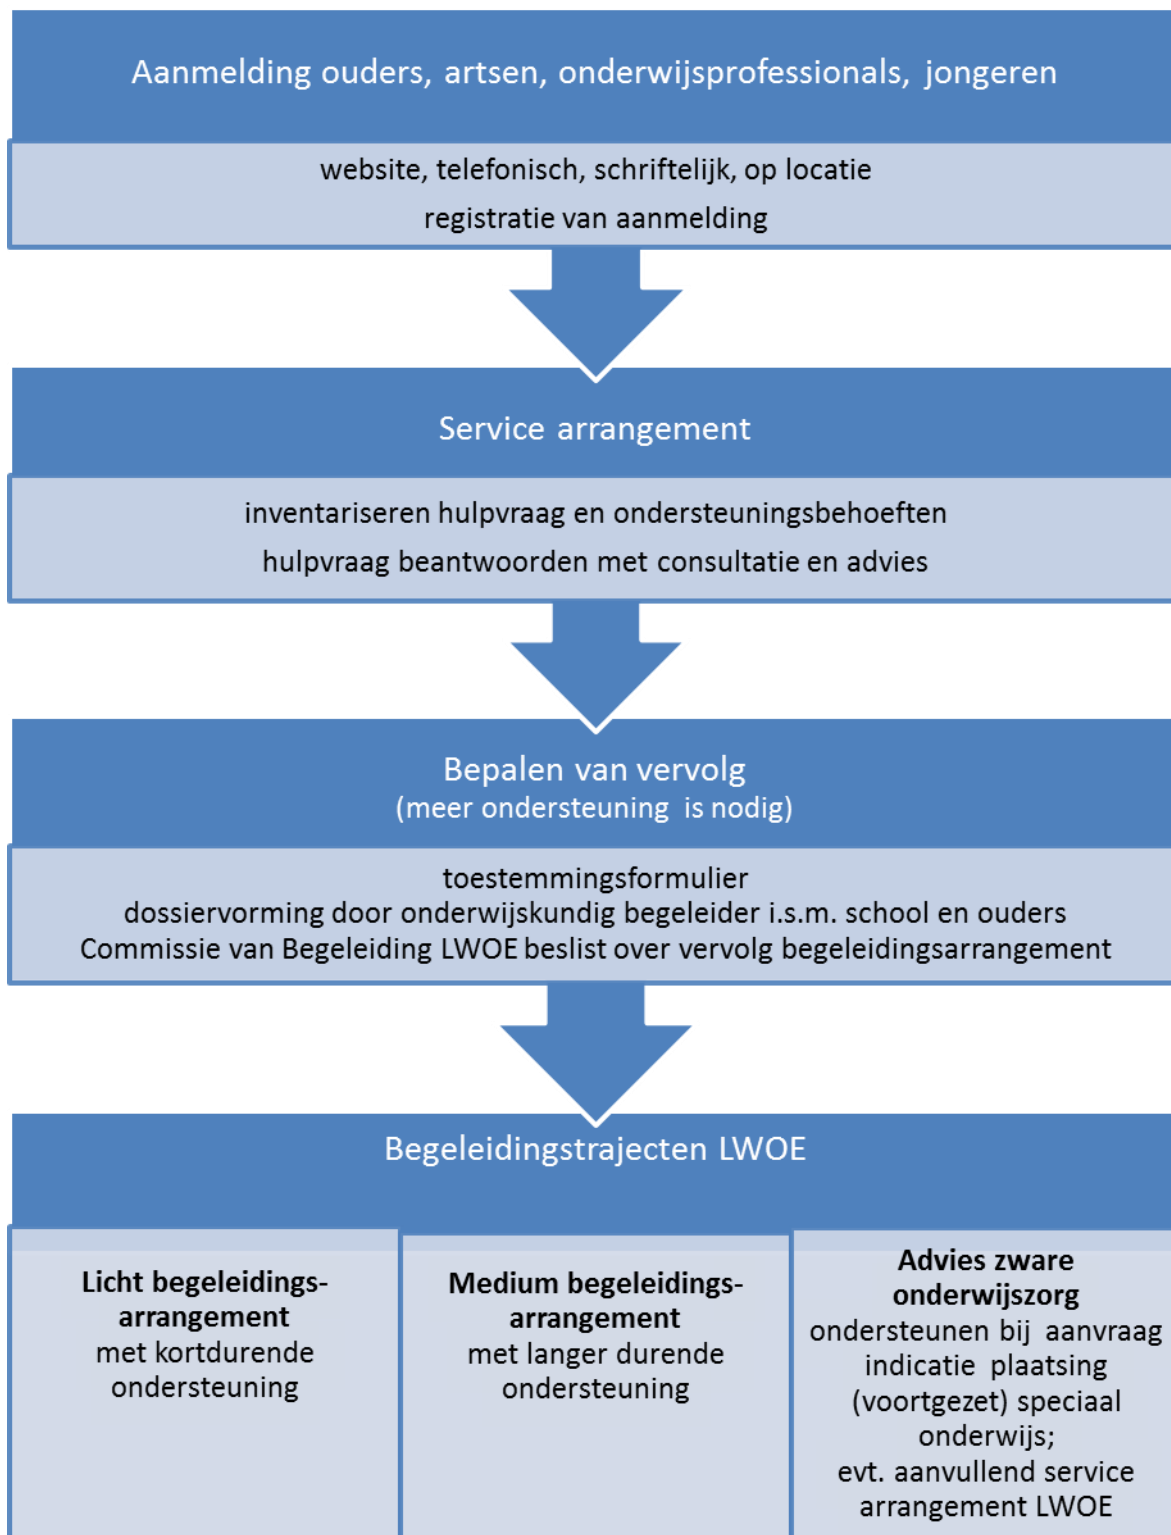 Aanmelding ouders, artsen, onderwijsprofessionals, jongeren
website, telefonisch, schriftelijk, op locatie
registratie van aanmelding
Service arrangement
inventariseren hulpvraag en ondersteuningsbehoeften
hulpvraag beantwoorden met consultatie en advies
Bepalen van vervolg
(meer ondersteuning is nodig)
toestemmingsformulier
dossiervorming door onderwijskundig begeleider i.s.m. school en ouders
Commissie van Begeleiding LWOE beslist over vervolg begeleidingsarrangement
Begeleidingstrajecten LWOE
Licht begeleidings-
arrangement
met kortdurende
ondersteuning
Medium begeleidings-
arrangement
met langer durende
ondersteuning
Advies zware
onderwijszorg
ondersteunen bij aanvraag
indicatie plaatsing
(voortgezet) speciaal
onderwijs;
evt. aanvullend service
arrangement LWOE